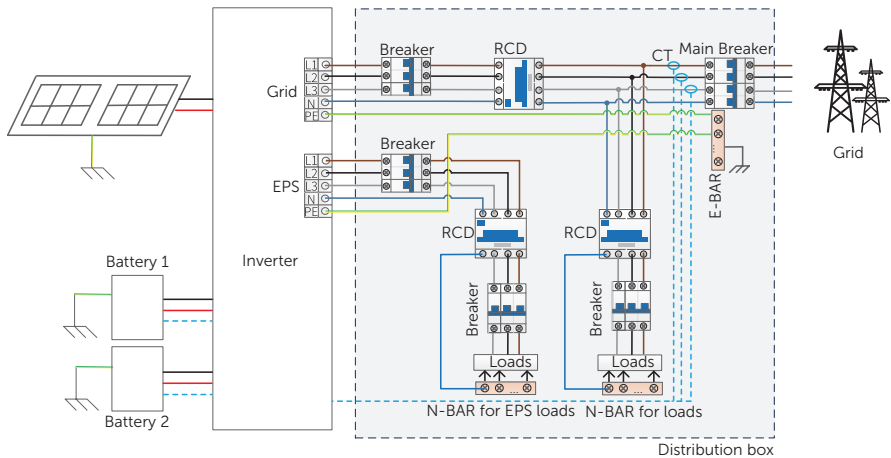 Breaker
RCD
CT
Main Breaker
Grid
L1
L2
L3
N
PE
Grid
E-BAR
...
Breaker
EPS
L1
L2
L3
N
PE
RCD
RCD
Battery 1
Inverter
Breaker
Breaker
Loads
Loads
...
...
Battery 2
N-BAR for EPS loads
N-BAR for loads
Distribution box